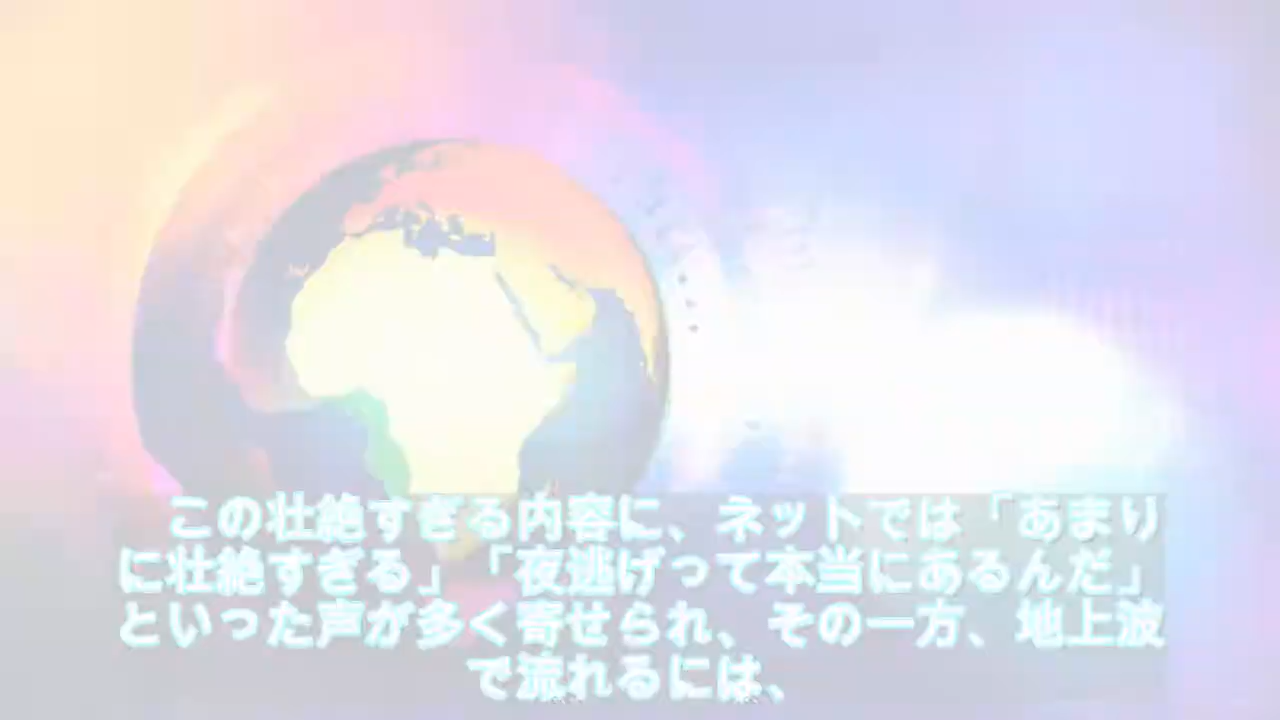 この壮絶すぎる内容に、ネットでは「あまり
に壮絶すぎる」「夜逃げって本当にあるんだ」
といった声が多く寄せられ、その一方、地上波
で流れるには、